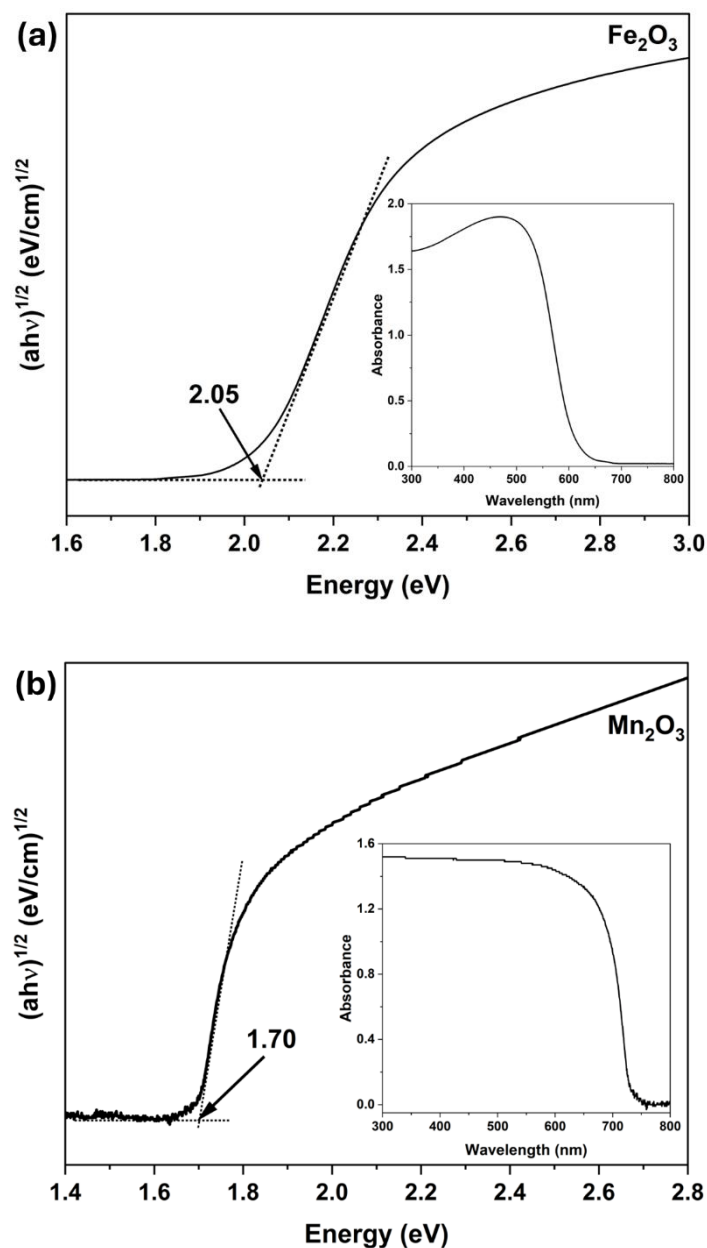 (a)
Fe₂O₃
(ahν)¹/² (eV/cm)¹/²
2.05
1.6 1.8 2.0 2.2 2.4 2.6 2.8 3.0
Energy (eV)
Absorbance
2.0
1.5
1.0
0.5
0.0
300 400 500 600 700 800
Wavelength (nm)
(b)
Mn₂O₃
(ahν)¹/² (eV/cm)¹/²
1.70
1.4 1.6 1.8 2.0 2.2 2.4 2.6 2.8
Energy (eV)
Absorbance
1.6
1.2
0.8
0.4
0.0
300 400 500 600 700 800
Wavelength (nm)